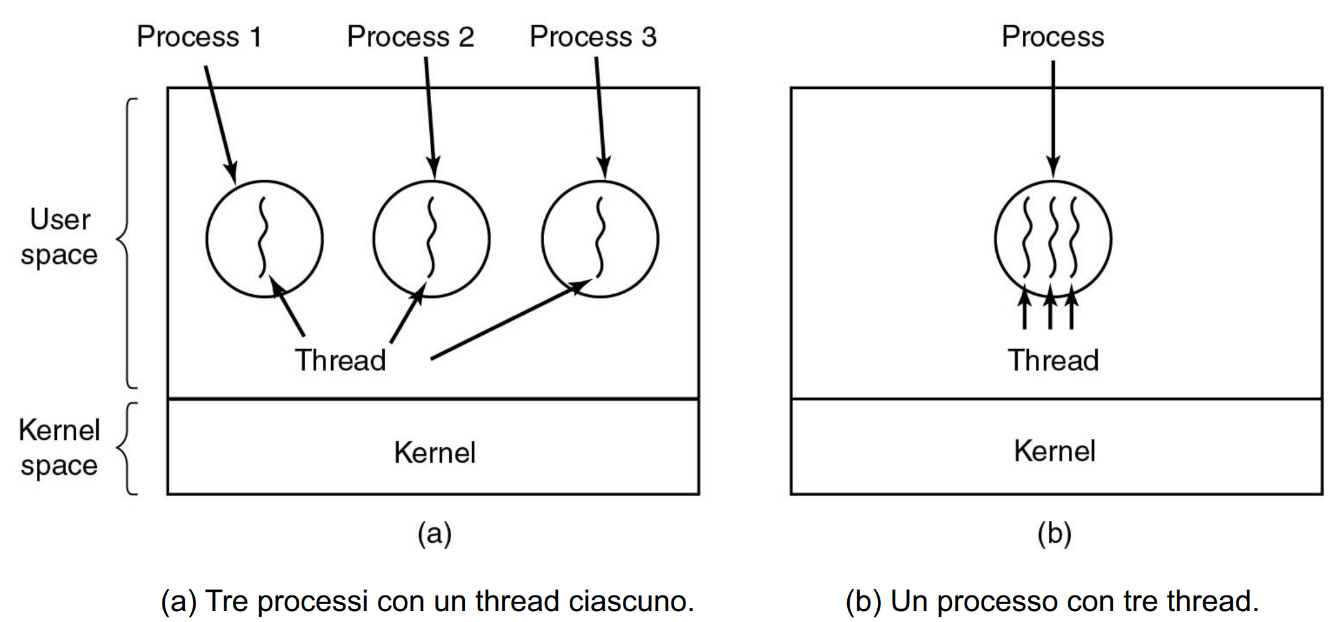 Process 1 Process 2 Process 3
User
space
Thread
Kernel
space
Kernel
(a)
Process
Thread
Kernel
(b)
(a) Tre processi con un thread ciascuno.
(b) Un processo con tre thread.